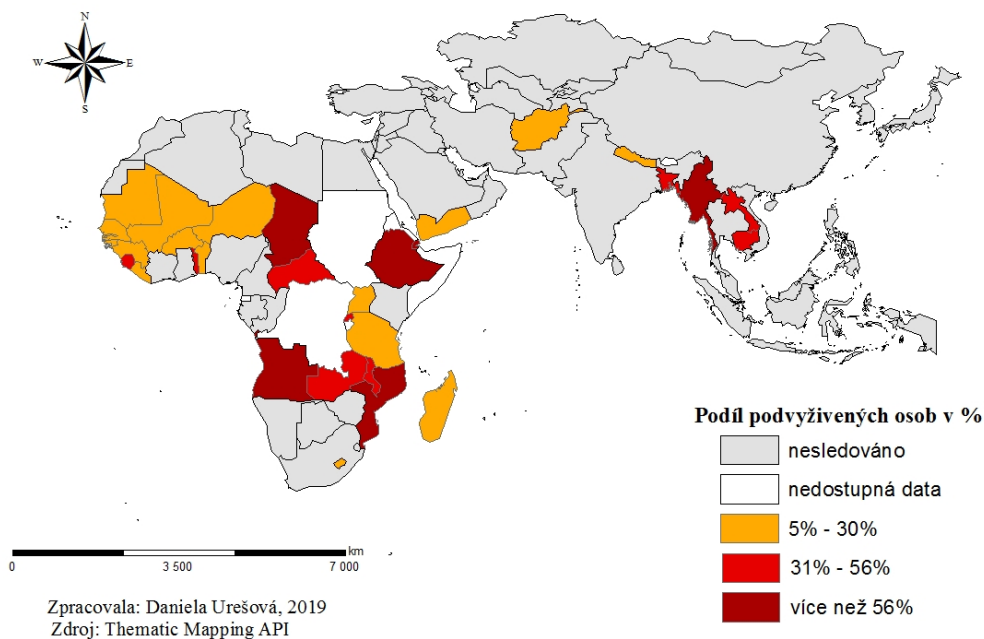 N
W
E
S
Podíl podvyživených osob v %
nesledováno
nedostupná data
5% - 30%
31% - 56%
více než 56%
km
0
3 500
7 000
Zpracovala: Daniela Urešová, 2019
Zdroj: Thematic Mapping API